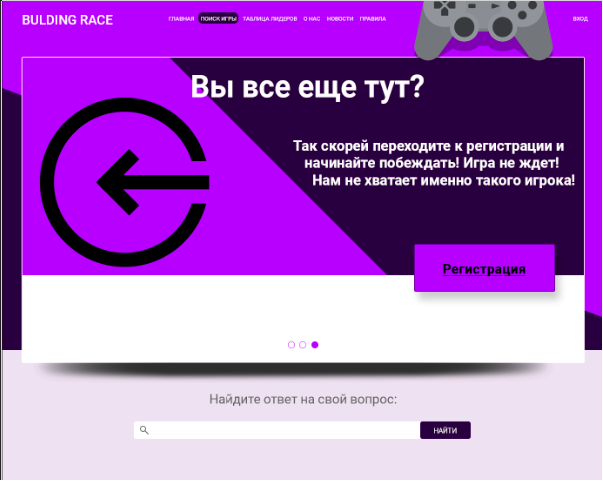 BULDING RACE
ГЛАВНАЯ ПОИСК ИГРЫ ТАБЛИЦА ЛИДЕРОВ О НАС НОВОСТИ ПРАВИЛА
ВХОД
Вы все еще тут?
Так скорей переходите к регистрации и
начинайте побеждать! Игра не ждет!
Нам не хватает именно такого игрока!
Регистрация
Найдите ответ на свой вопрос:
НАЙТИ